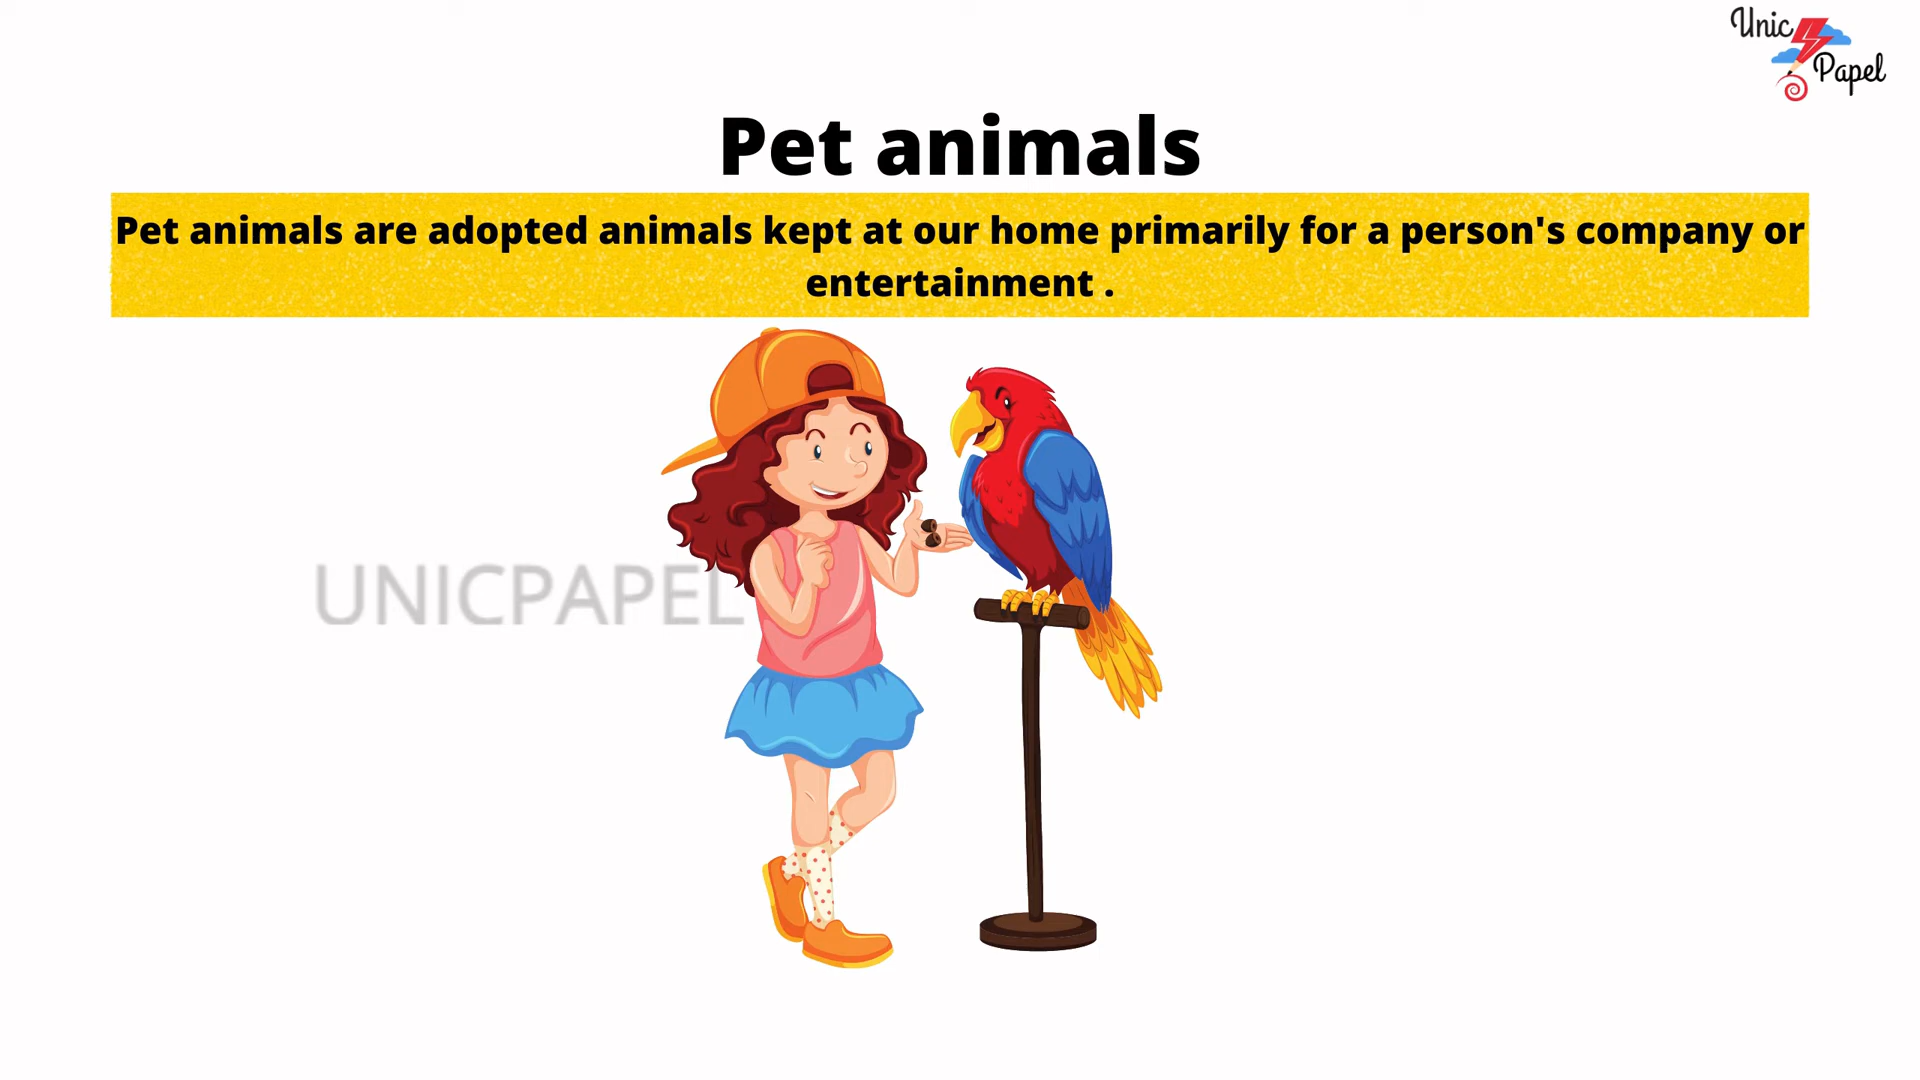 Unic
Papel
Pet animals
Pet animals are adopted animals kept at our home primarily for a person's company or
entertainment .
UNICPAPEL